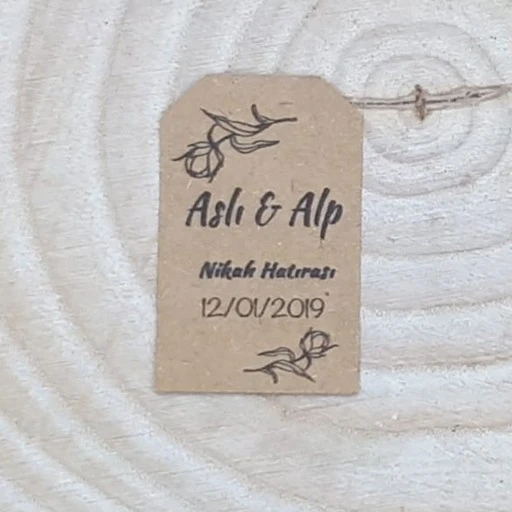 Aslı & Alp
Nikah Hatırası
12/01/2019